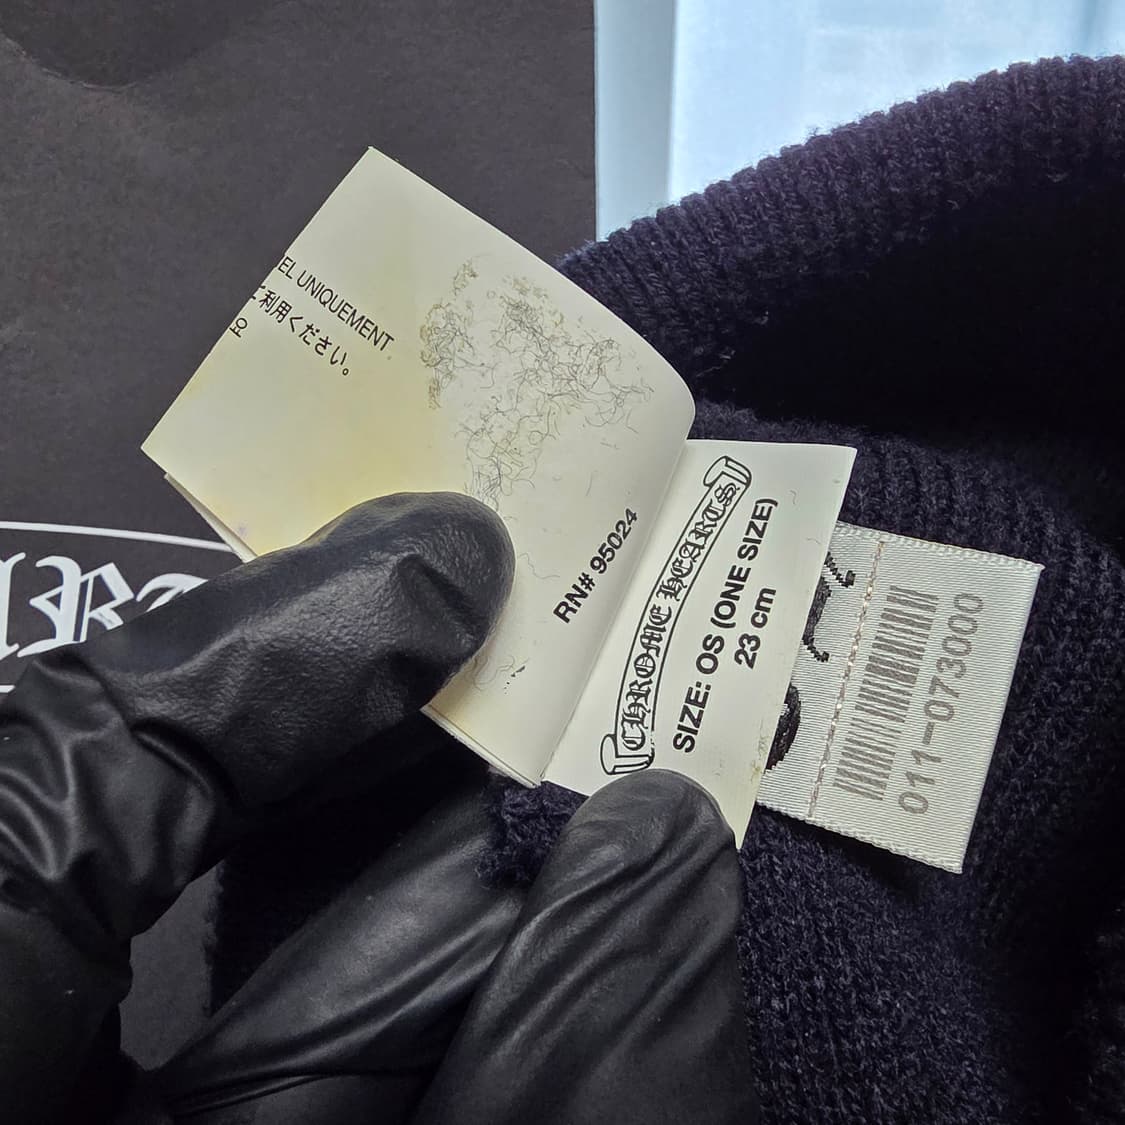 EL UNIQUEMENT
ご利用ください。
요
RN# 95024
CHROME HEARTS
SIZE: OS (ONE SIZE)
23 cm
011-073000